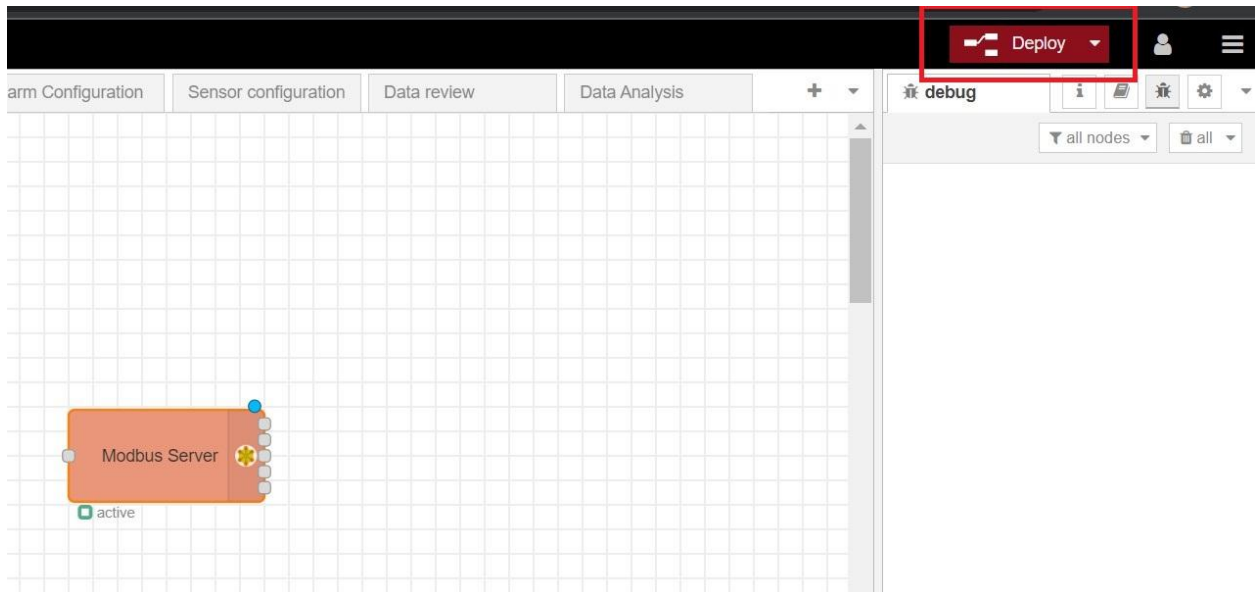 Deploy
arm Configuration
Sensor configuration
Data review
Data Analysis
debug
i
all nodes
all
Modbus Server
active